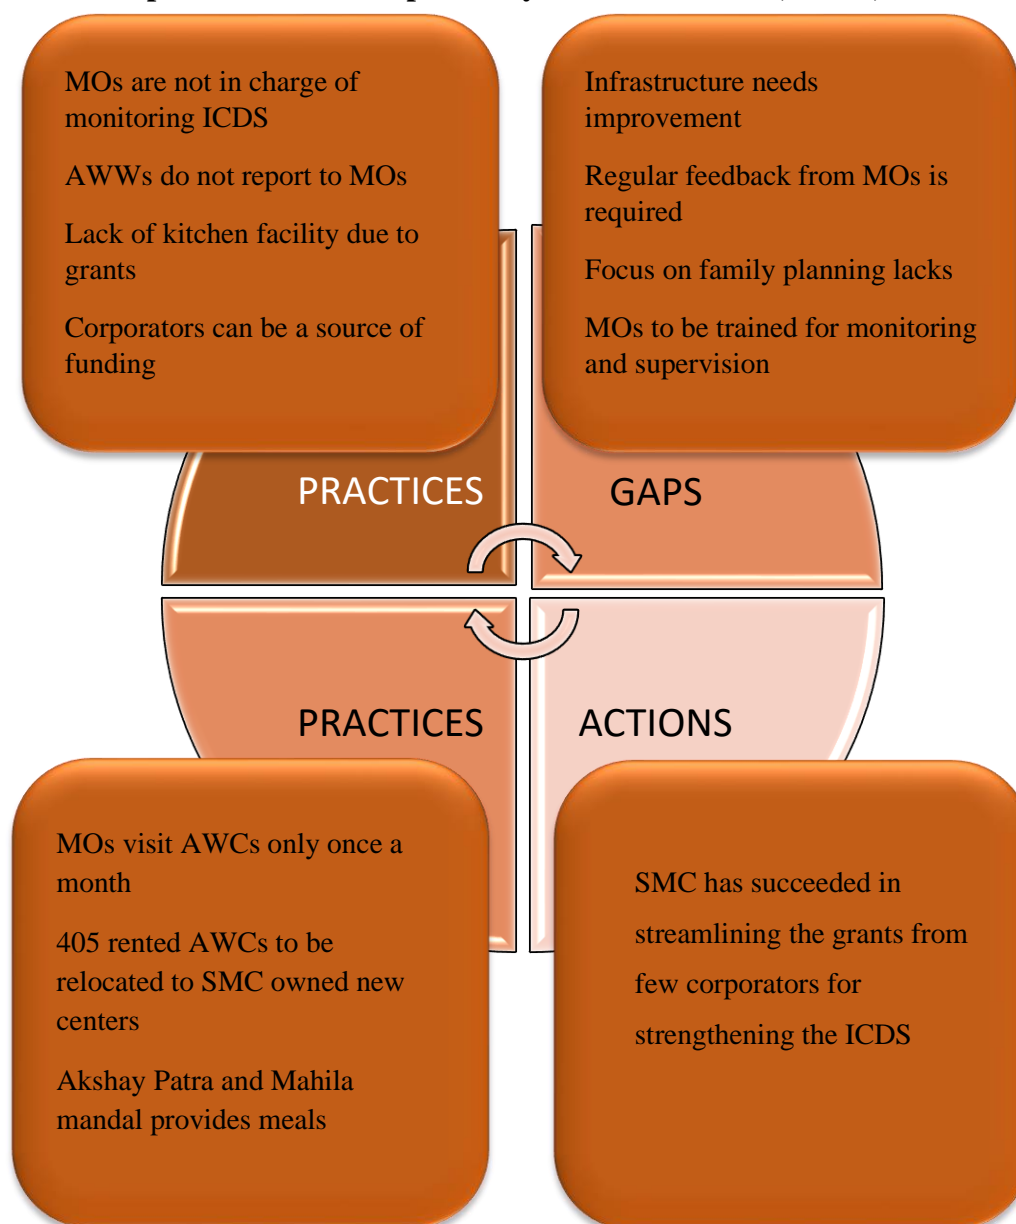 MOs are not in charge of
monitoring ICDS
AWWs do not report to MOs
Lack of kitchen facility due to
grants
Corporators can be a source of
funding
Infrastructure needs
improvement
Regular feedback from MOs is
required
Focus on family planning lacks
MOs to be trained for monitoring
and supervision
PRACTICES
GAPS
PRACTICES
ACTIONS
MOs visit AWCs only once a
month
405 rented AWCs to be
relocated to SMC owned new
centers
Akshay Patra and Mahila
mandal provides meals
SMC has succeeded in
streamlining the grants from
few corporators for
strengthening the ICDS